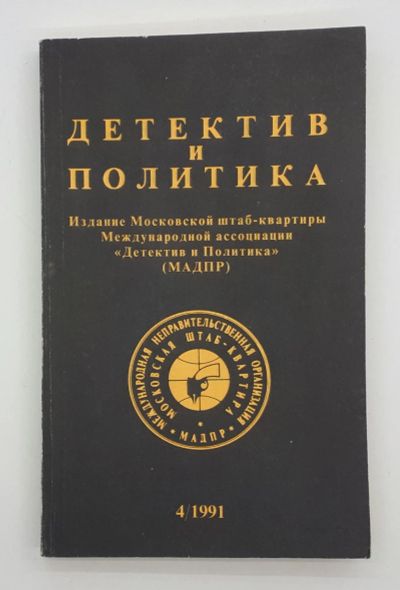 ДЕТЕКТИВ
И
ПОЛИТИКА
Издание Московской штаб-квартиры
Международной ассоциации
«Детектив и Политика»
(МАДПР)
МЕЖДУНАРОДНАЯ НЕПРАВИТЕЛЬСТВЕННАЯ ОРГАНИЗАЦИЯ
МОСКОВСКАЯ ШТАБ-КВАРТИРА
* МАДПР *
4/1991